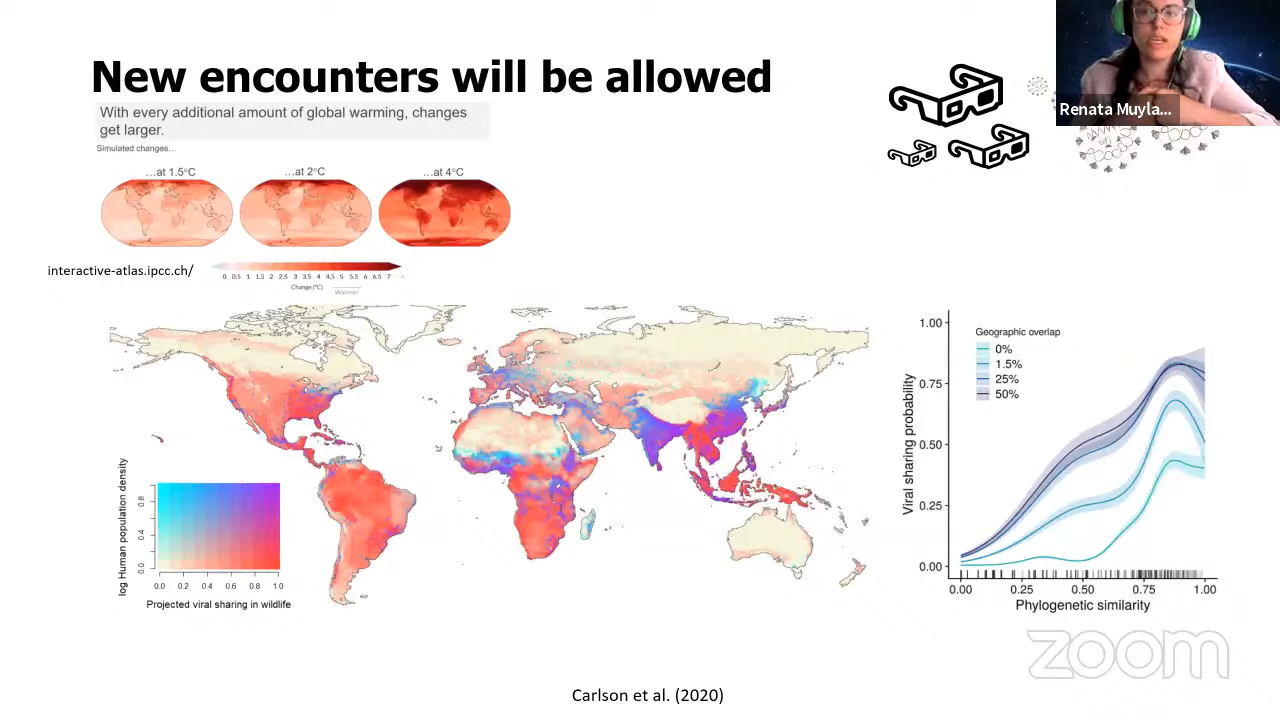 New encounters will be allowed
With every additional amount of global warming, changes
get larger.
Simulated changes...
...at 1.5°C
...at 2°C
...at 4°C
interactive-atlas.ipcc.ch/
0 0.5 1 1.5 2 2.5 3 3.5 4 4.5 5 5.5 6 6.5 7
Change (°C)
Warmer
Renata Muyla...
log Human population density
0.0 0.4 0.8
0.0 0.2 0.4 0.6 0.8 1.0
Projected viral sharing in wildlife
Viral sharing probability
1.00
0.75
0.50
0.25
0.00
Geographic overlap
0%
1.5%
25%
50%
0.00 0.25 0.50 0.75 1.00
Phylogenetic similarity
zoom
Carlson et al. (2020)